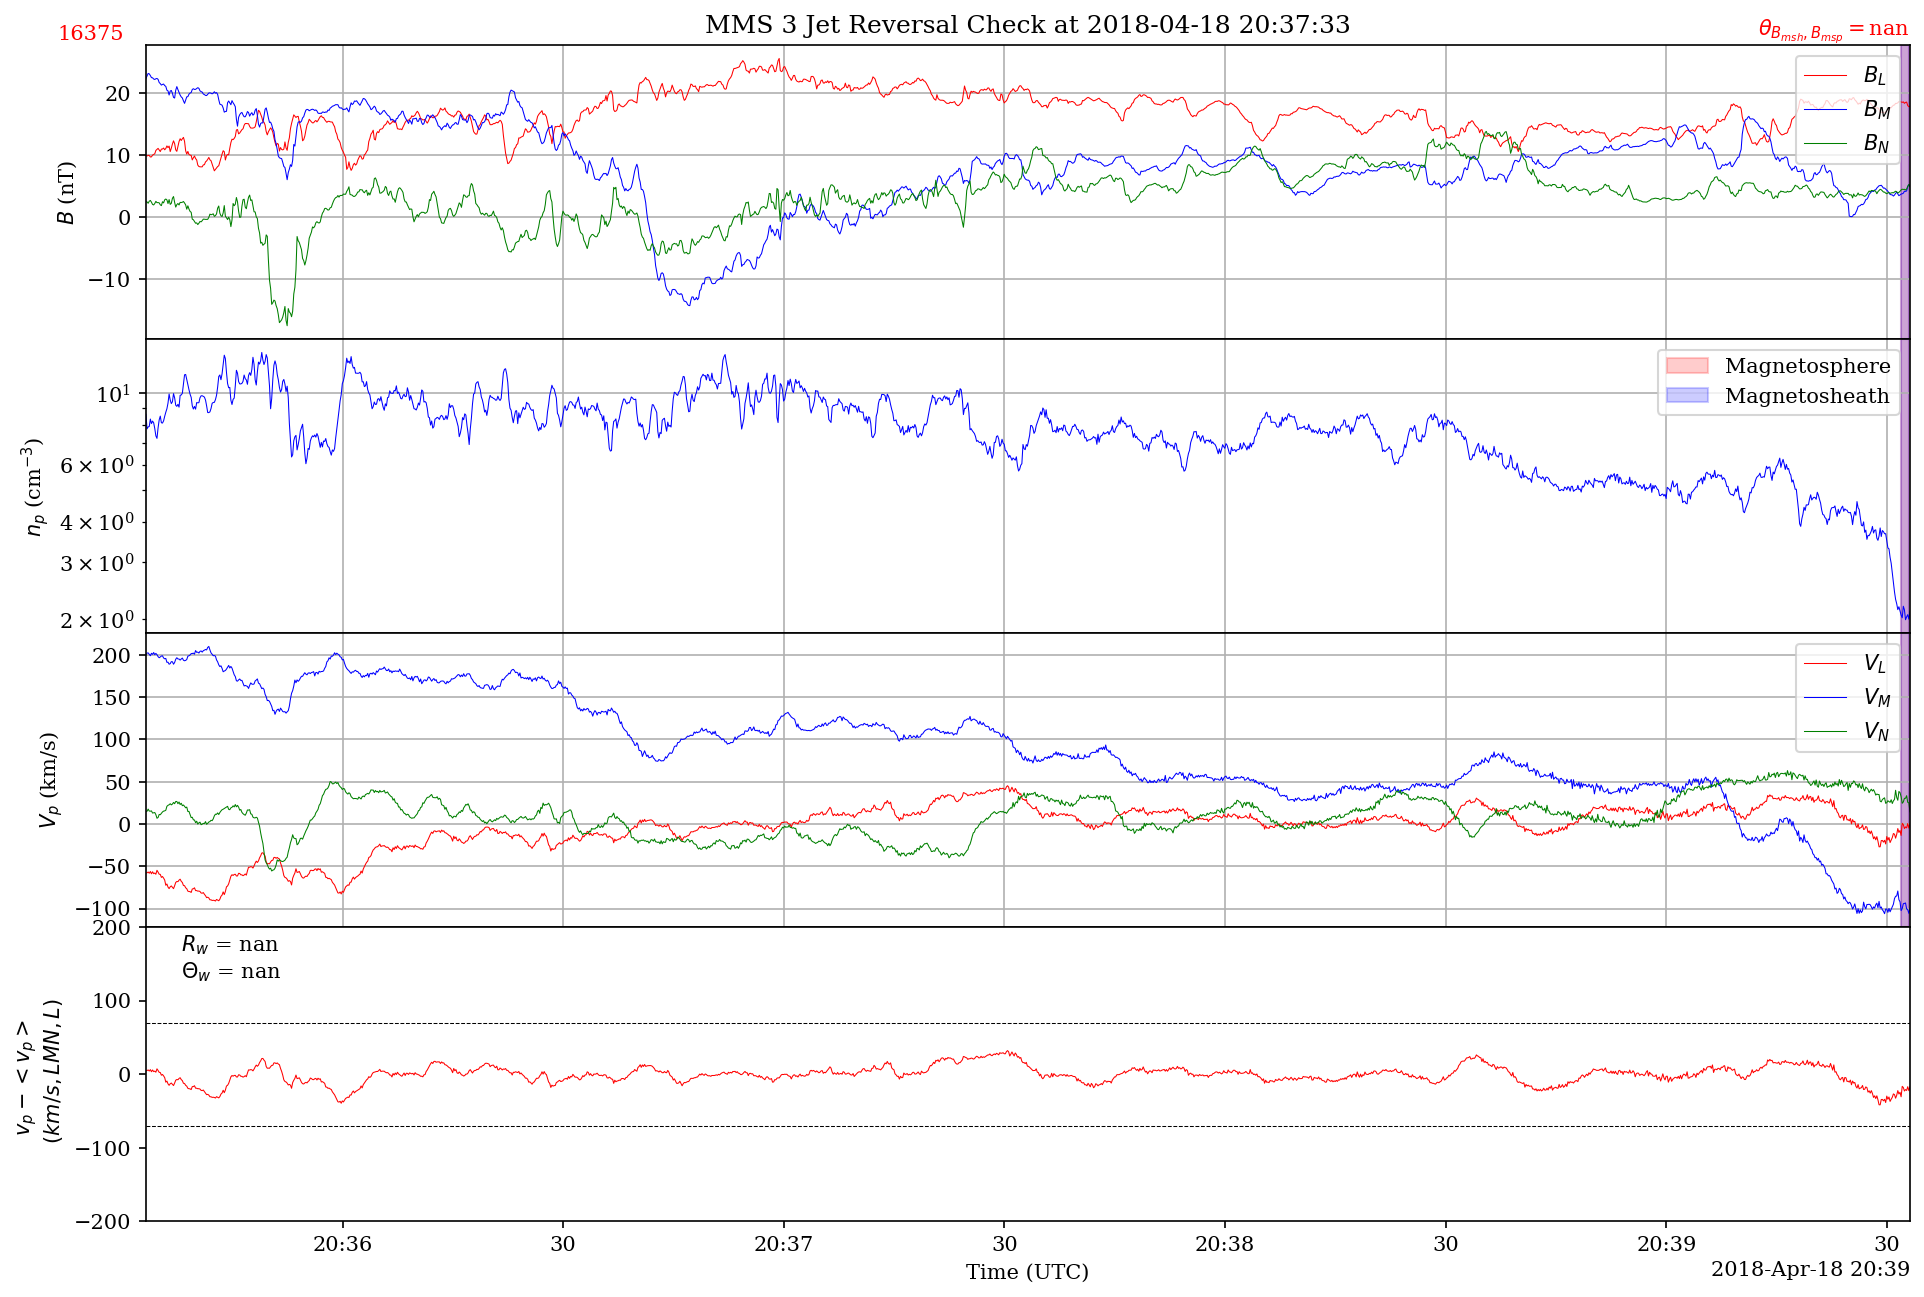 MMS 3 Jet Reversal Check at 2018-04-18 20:37:33
16375
θ_{B_{msh}, B_{msp}} = nan
B (nT)
20
10
0
−10
B_L
B_M
B_N
n_p (cm^{−3})
10^1
6 × 10^0
4 × 10^0
3 × 10^0
2 × 10^0
Magnetosphere
Magnetosheath
V_p (km/s)
200
150
100
50
0
−50
−100
V_L
V_M
V_N
v_p − < v_p >
(km/s, LMN, L)
200
100
0
−100
−200
R_w = nan
Θ_w = nan
20:36
30
20:37
30
20:38
30
20:39
30
Time (UTC)
2018-Apr-18 20:39